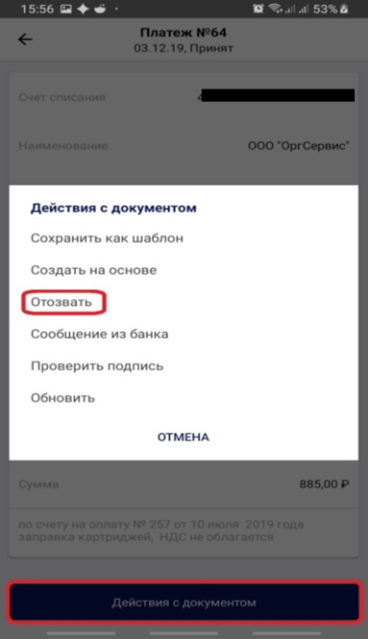 15:56 53%
Платеж №64
03.12.19, Принят
Счет списания
Наименование ООО "ОргСервис"
Действия с документом
Сохранить как шаблон
Создать на основе
Отозвать
Сообщение из банка
Проверить подпись
Обновить
ОТМЕНА
Сумма 885,00 ₽
по счету на оплату № 257 от 10 июля 2019 года
заправка картриджей, НДС не облагается
Действия с документом